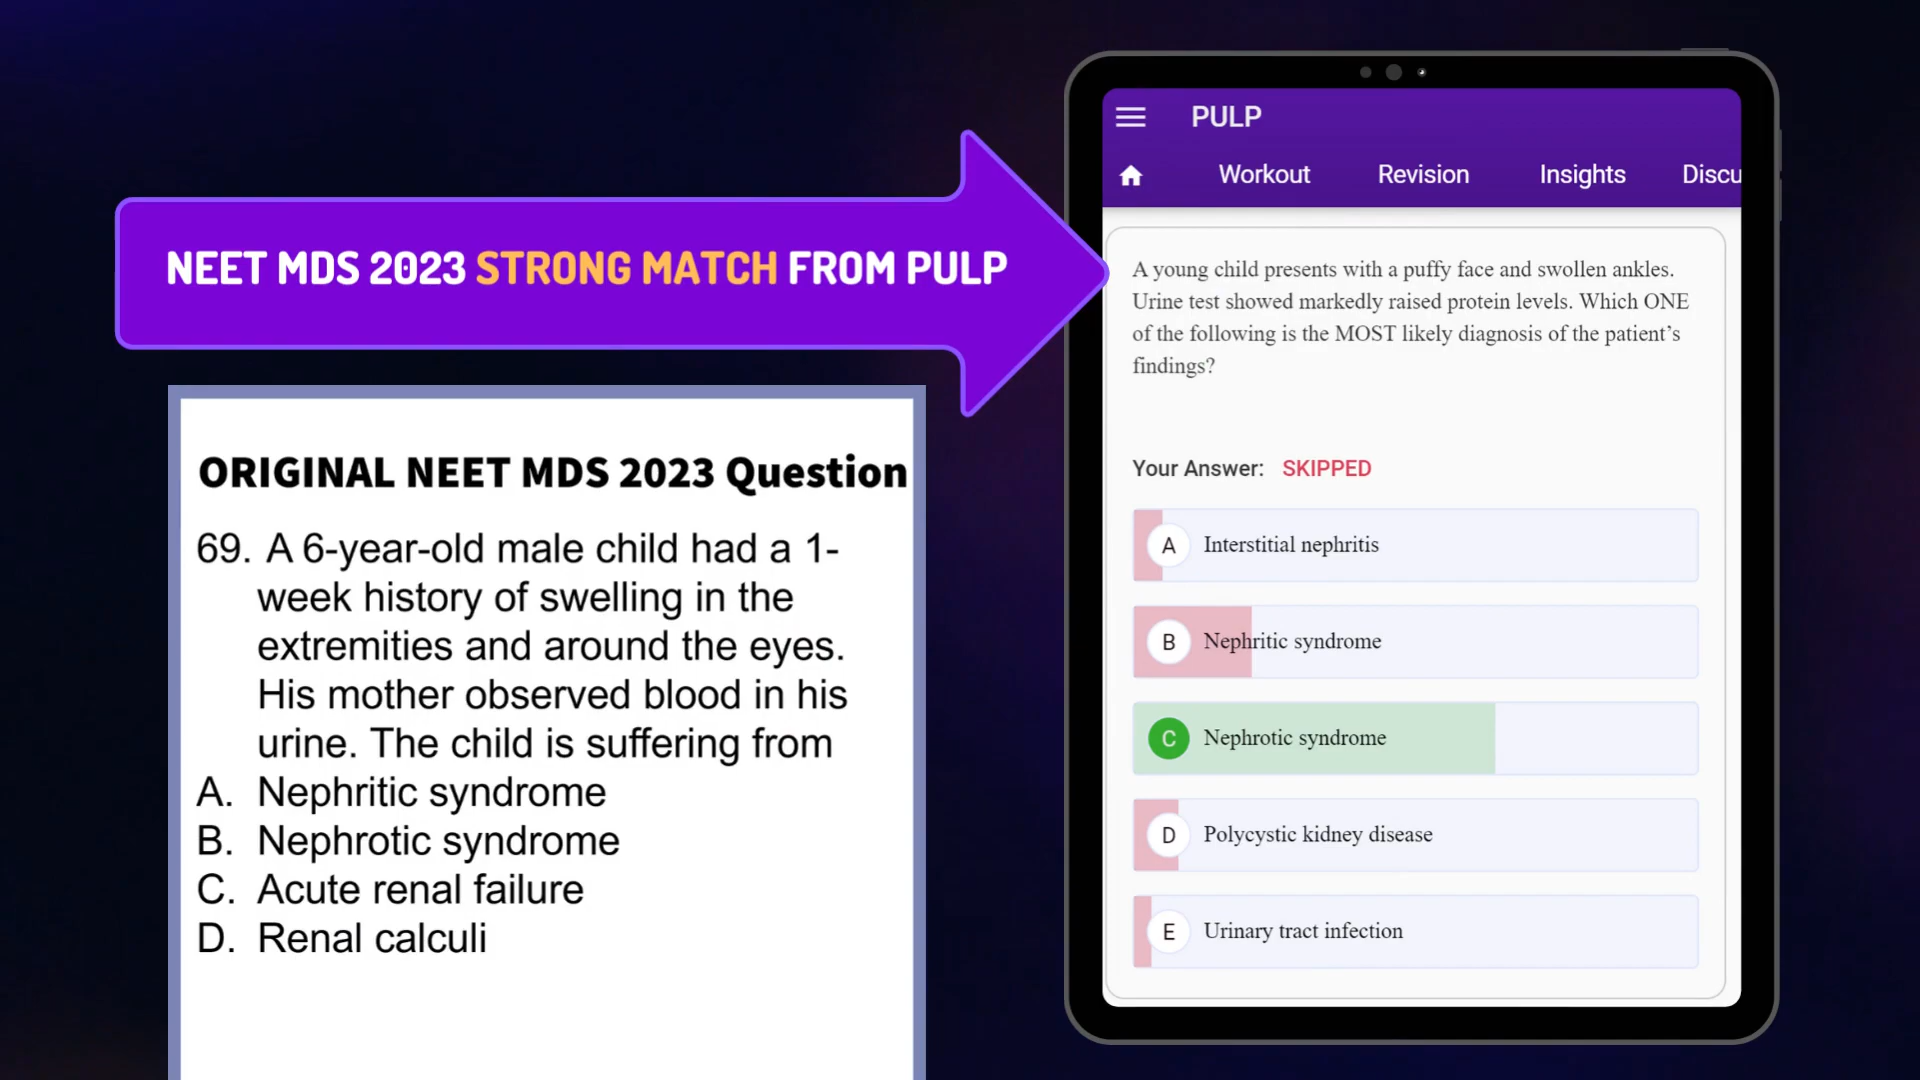 NEET MDS 2023 STRONG MATCH FROM PULP
ORIGINAL NEET MDS 2023 Question
69. A 6-year-old male child had a 1-
week history of swelling in the
extremities and around the eyes.
His mother observed blood in his
urine. The child is suffering from
A. Nephritic syndrome
B. Nephrotic syndrome
C. Acute renal failure
D. Renal calculi
PULP
Workout Revision Insights Discu
A young child presents with a puffy face and swollen ankles.
Urine test showed markedly raised protein levels. Which ONE
of the following is the MOST likely diagnosis of the patient’s
findings?
Your Answer: SKIPPED
A Interstitial nephritis
B Nephritic syndrome
C Nephrotic syndrome
D Polycystic kidney disease
E Urinary tract infection